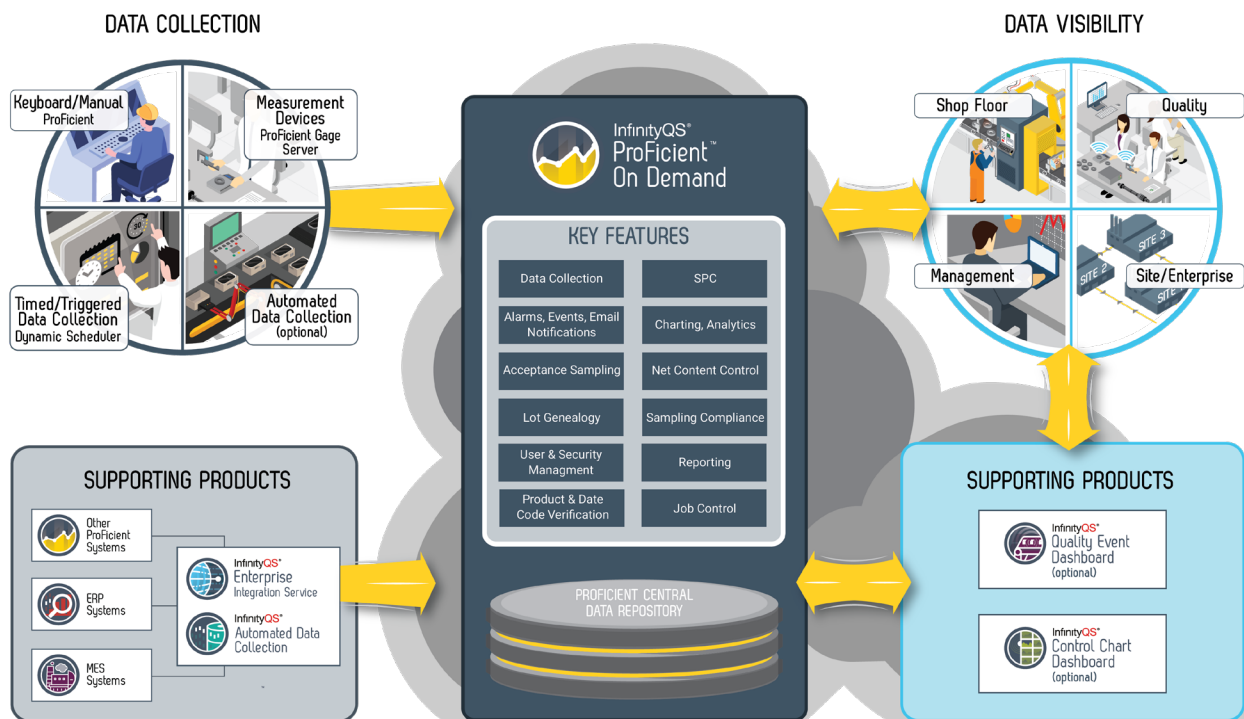 DATA COLLECTION
Keyboard/Manual
ProFicient
Measurement
Devices
ProFicient Gage
Server
30
Timed/Triggered
Data Collection
Dynamic Scheduler
Automated
Data Collection
(optional)
SUPPORTING PRODUCTS
Other
ProFicient
Systems
ERP
Systems
MES
Systems
InfinityQS®
Enterprise
Integration Service
InfinityQS®
Automated Data
Collection
InfinityQS®
ProFicient™
On Demand
KEY FEATURES
Data Collection
SPC
Alarms, Events, Email
Notifications
Charting, Analytics
Acceptance Sampling
Net Content Control
Lot Genealogy
Sampling Compliance
User & Security
Managment
Reporting
Product & Date
Code Verification
Job Control
PROFICIENT CENTRAL
DATA REPOSITORY
DATA VISIBILITY
Shop Floor
Quality
Management
SITE 3
SITE 2
Site/Enterprise
SUPPORTING PRODUCTS
InfinityQS®
Quality Event
Dashboard
(optional)
InfinityQS®
Control Chart
Dashboard
(optional)